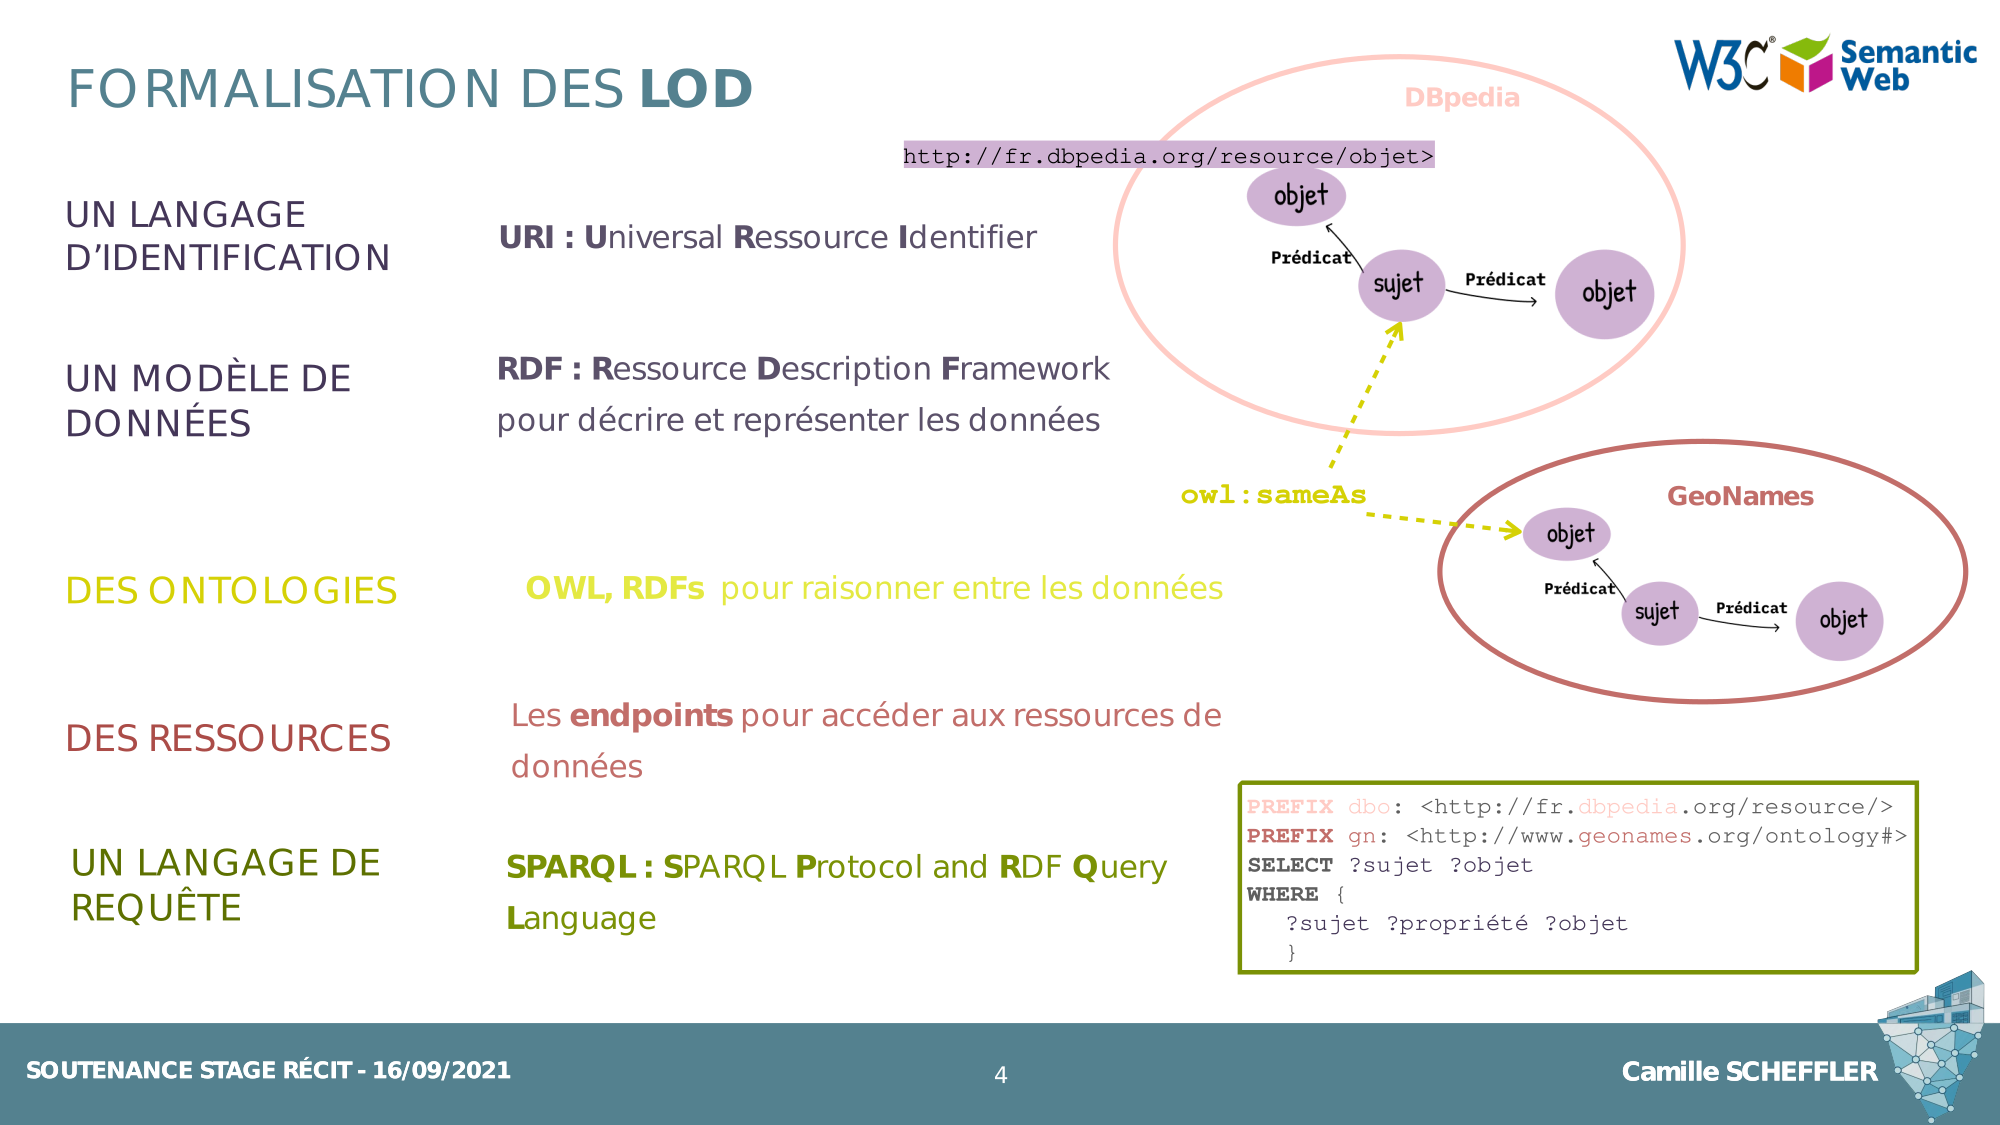 FORMALISATION DES LOD
W3C® Semantic
Web
DBpedia
http://fr.dbpedia.org/resource/objet>
objet
Prédicat
sujet
Prédicat
objet
UN LANGAGE
D’IDENTIFICATION
URI : Universal Ressource Identifier
UN MODÈLE DE
DONNÉES
RDF : Ressource Description Framework
pour décrire et représenter les données
owl:sameAs
GeoNames
objet
Prédicat
sujet
Prédicat
objet
DES ONTOLOGIES
OWL, RDFs pour raisonner entre les données
DES RESSOURCES
Les endpoints pour accéder aux ressources de
données
UN LANGAGE DE
REQUÊTE
SPARQL : SPARQL Protocol and RDF Query
Language
PREFIX dbo: <http://fr.dbpedia.org/resource/>
PREFIX gn: <http://www.geonames.org/ontology#>
SELECT ?sujet ?objet
WHERE {
?sujet ?propriété ?objet
}
SOUTENANCE STAGE RÉCIT - 16/09/2021
4
Camille SCHEFFLER